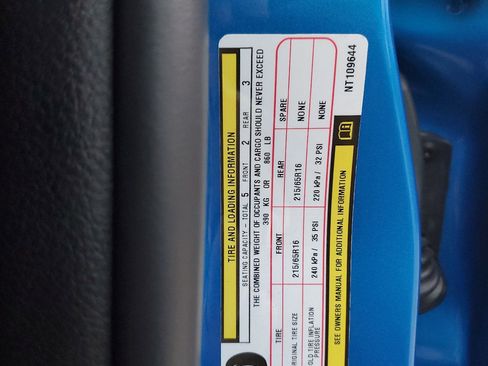 TIRE AND LOADING INFORMATION
SEATING CAPACITY - TOTAL 5 FRONT 2 REAR 3
THE COMBINED WEIGHT OF OCCUPANTS AND CARGO SHOULD NEVER EXCEED
390 KG OR 860 LB
TIRE FRONT REAR SPARE
RIGINAL TIRE SIZE 215/65R16 215/65R16 NONE
OLD TIRE INFLATION PRESSURE 240 kPa / 35 PSI 220 kPa / 32 PSI NONE
SEE OWNERS MANUAL FOR ADDITIONAL INFORMATION
NT109644